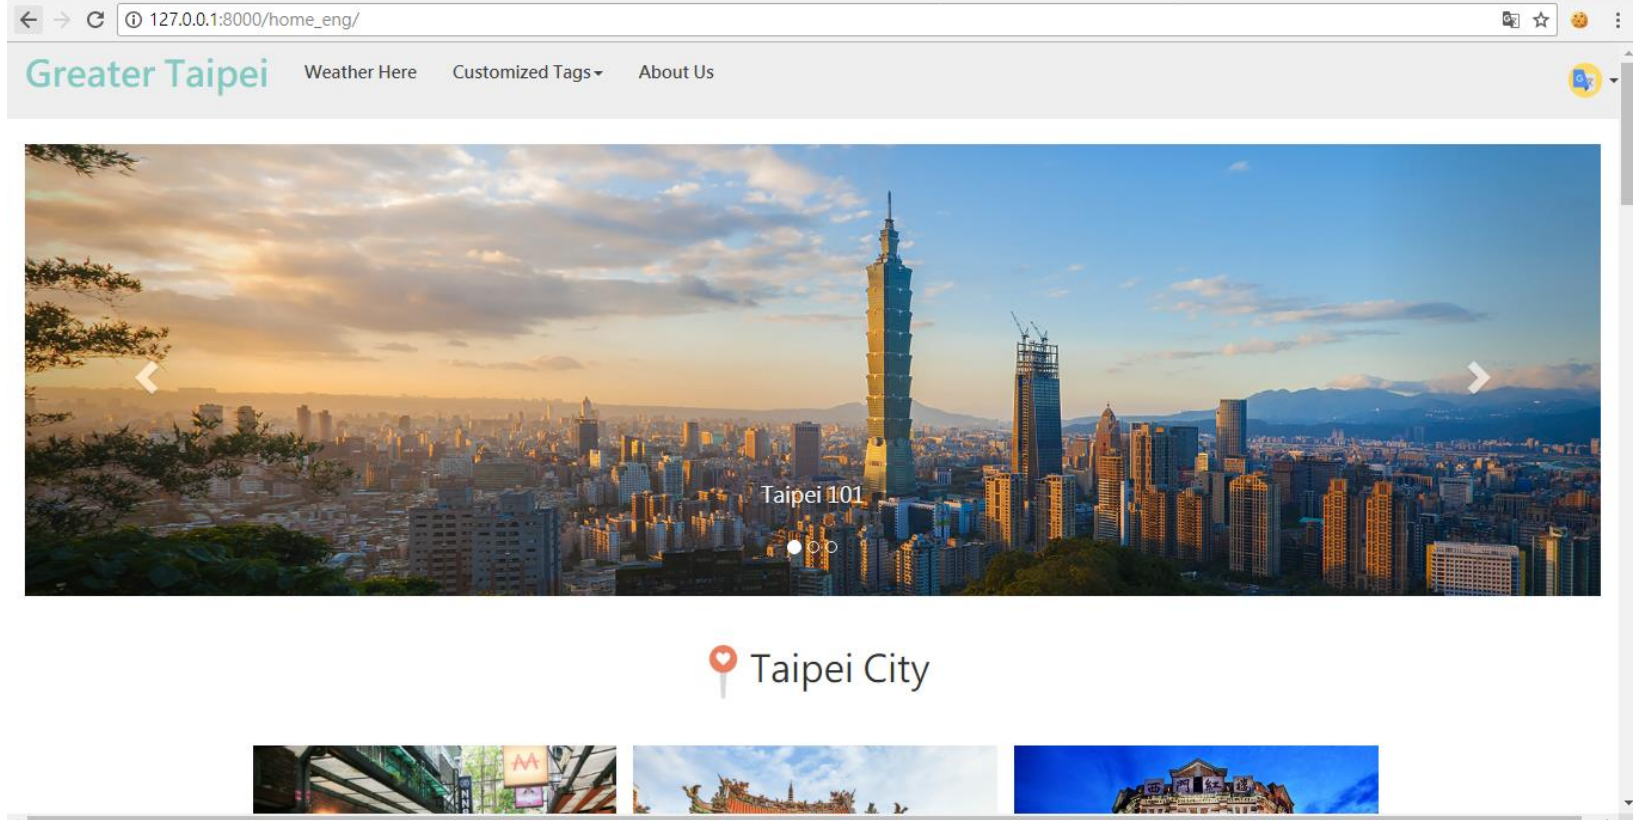 127.0.0.1:8000/home_eng/
Greater Taipei
Weather Here
Customized Tags
About Us
Taipei 101
Taipei City